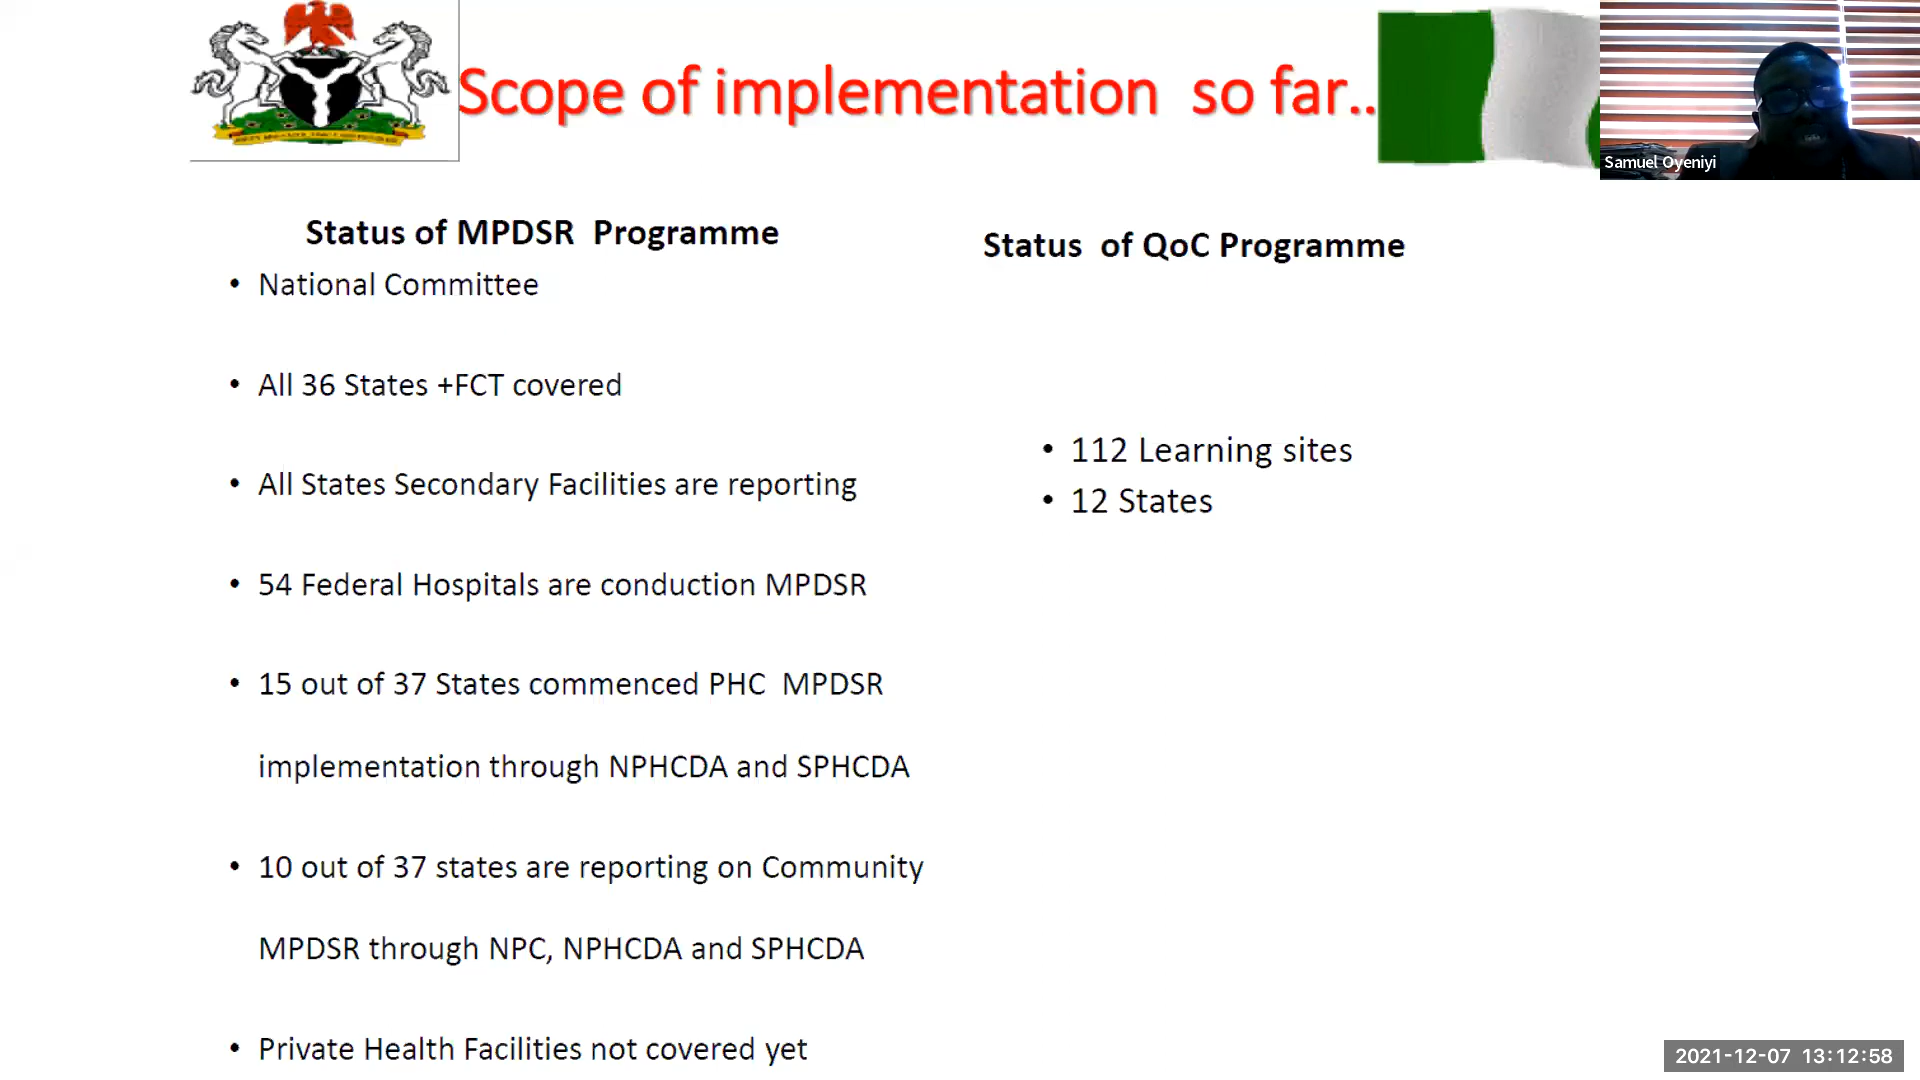 Scope of implementation so far..
Samuel Oyeniyi
Status of MPDSR Programme
National Committee
All 36 States +FCT covered
All States Secondary Facilities are reporting
54 Federal Hospitals are conduction MPDSR
15 out of 37 States commenced PHC MPDSR
implementation through NPHCDA and SPHCDA
10 out of 37 states are reporting on Community
MPDSR through NPC, NPHCDA and SPHCDA
Private Health Facilities not covered yet
Status of QoC Programme
112 Learning sites
12 States
2021-12-07 13:12:58